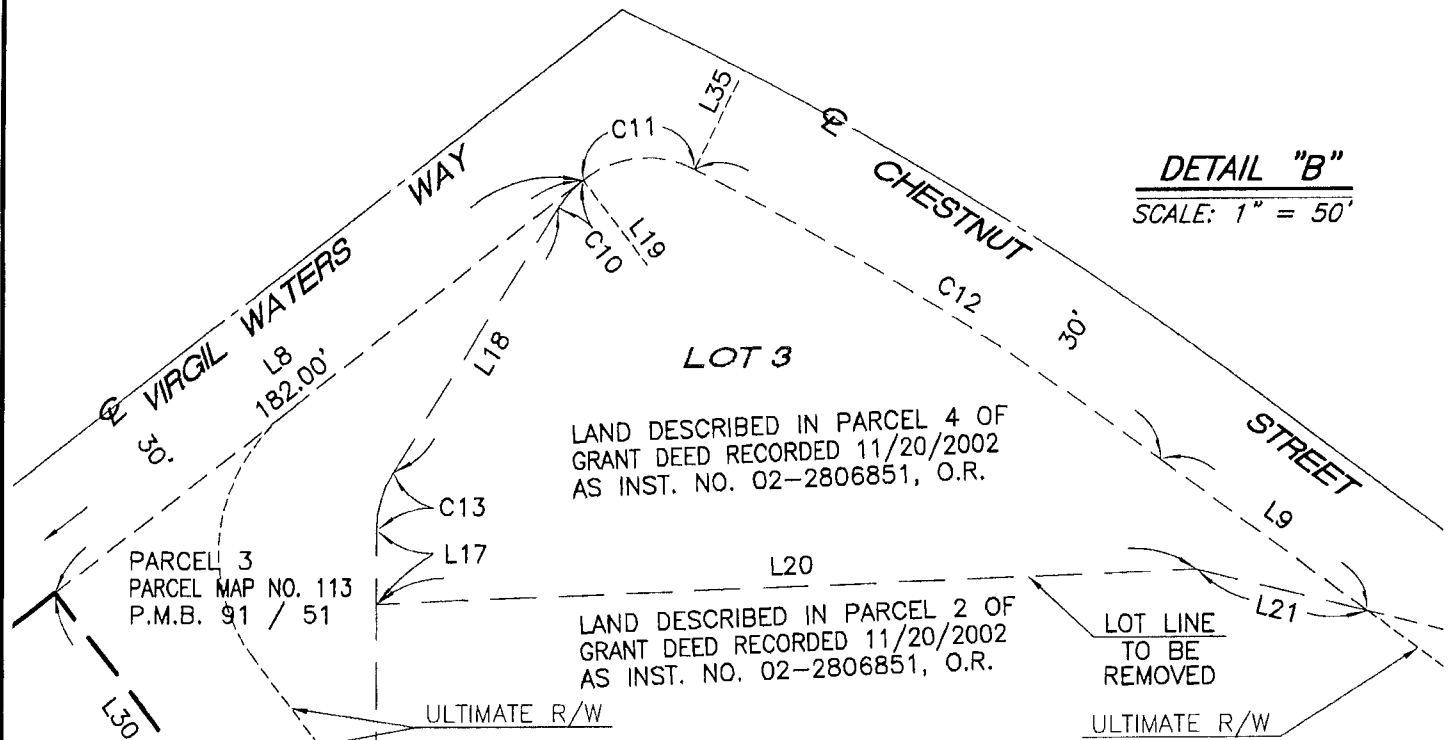 L35
C11
℄ CHESTNUT STREET
DETAIL "B"
SCALE: 1" = 50'
L19
C10
C12
30'
℄ VIRGIL WATERS WAY
L8
182.00'
30'
L18
LOT 3
LAND DESCRIBED IN PARCEL 4 OF
GRANT DEED RECORDED 11/20/2002
AS INST. NO. 02-2806851, O.R.
L9
C13
L17
L20
L21
PARCEL 3
PARCEL MAP NO. 113
P.M.B. 91 / 51
LAND DESCRIBED IN PARCEL 2 OF
GRANT DEED RECORDED 11/20/2002
AS INST. NO. 02-2806851, O.R.
LOT LINE
TO BE
REMOVED
L30
ULTIMATE R/W
ULTIMATE R/W